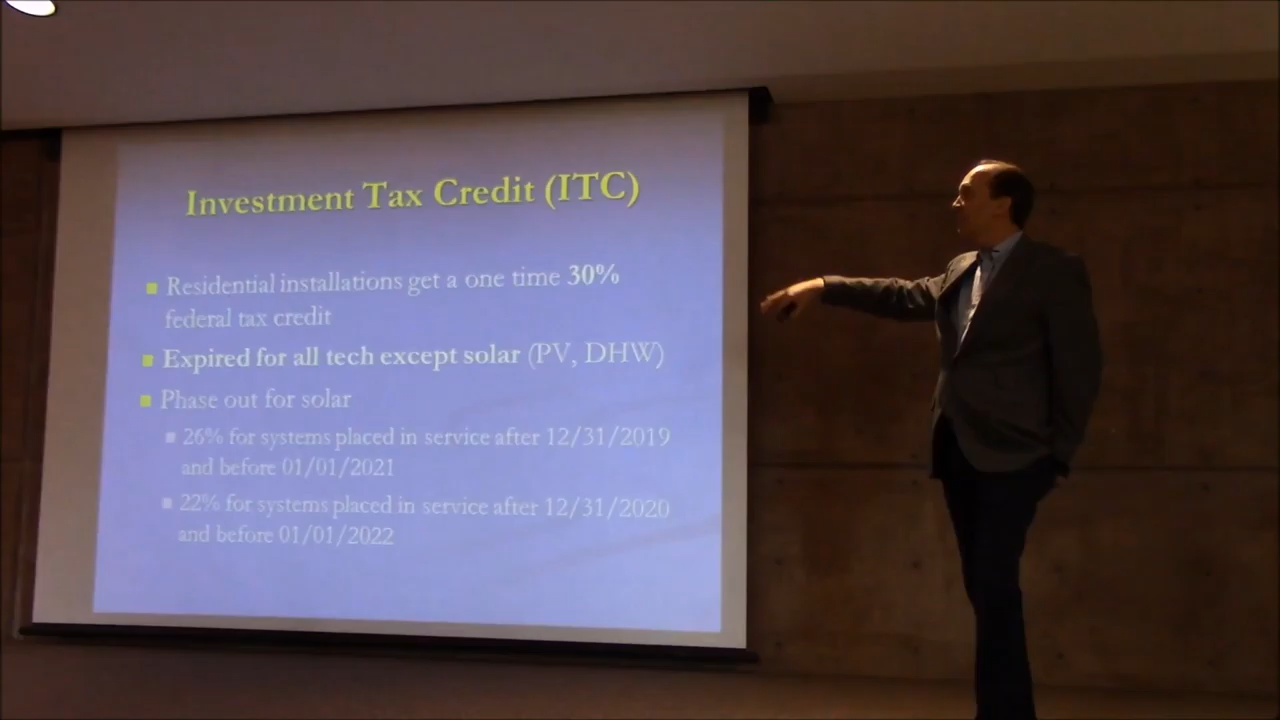 Investment Tax Credit (ITC)
Residential installations get a one time 30%
federal tax credit
Expired for all tech except solar (PV, DHW)
Phase out for solar
26% for systems placed in service after 12/31/2019
and before 01/01/2021
22% for systems placed in service after 12/31/2020
and before 01/01/2022